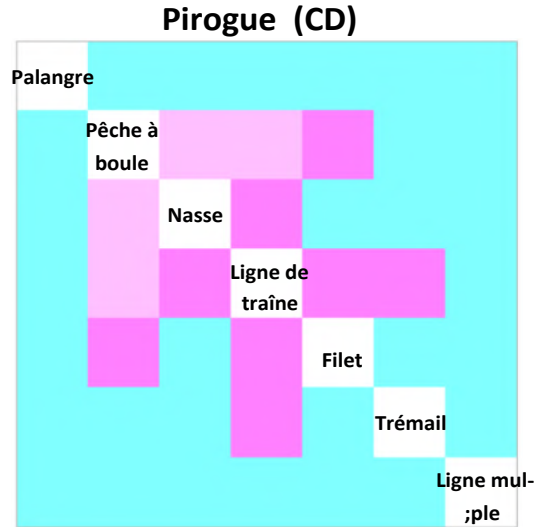 Pirogue (CD)
Palangre
Pêche à
boule
Nasse
Ligne de
traîne
Filet
Trémail
Ligne mul-
;ple